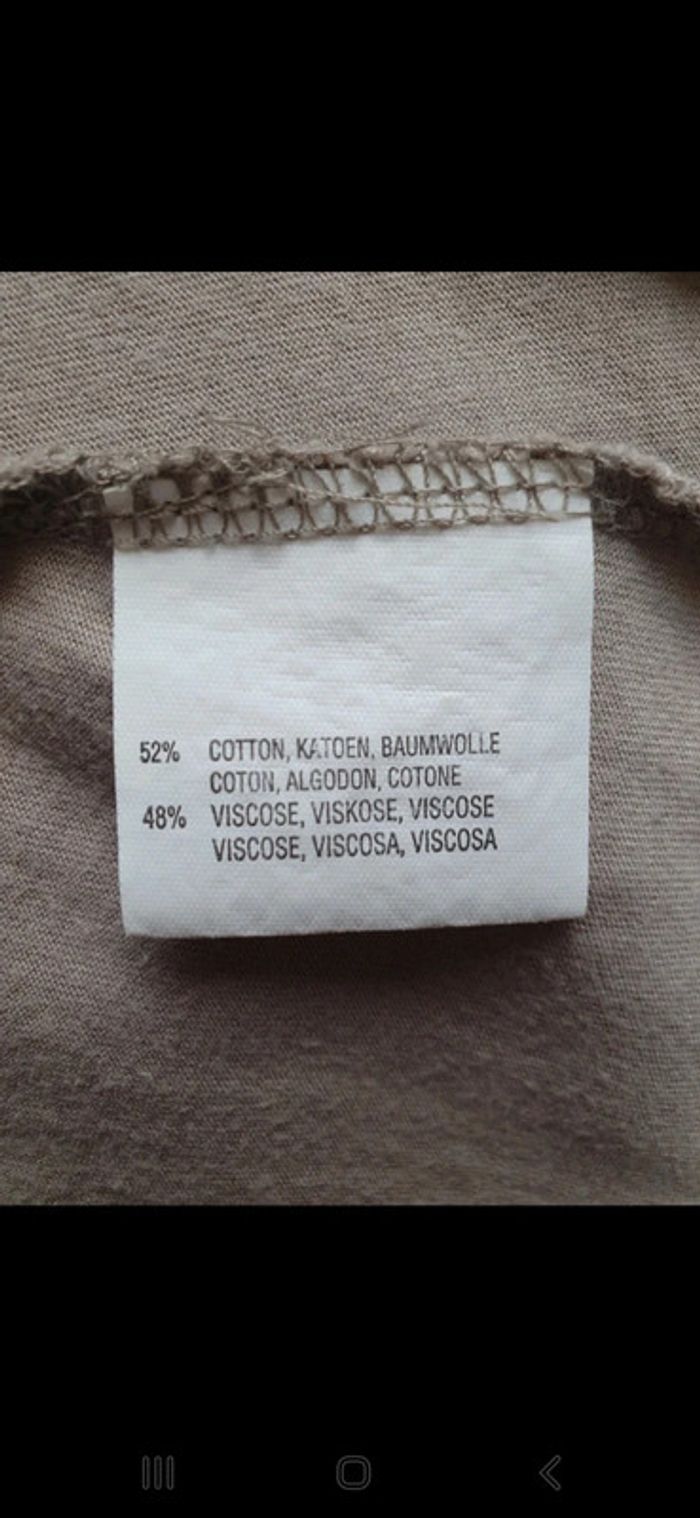 52% COTTON, KATOEN, BAUMWOLLE
COTON, ALGODON, COTONE
48% VISCOSE, VISKOSE, VISCOSE
VISCOSE, VISCOSA, VISCOSA